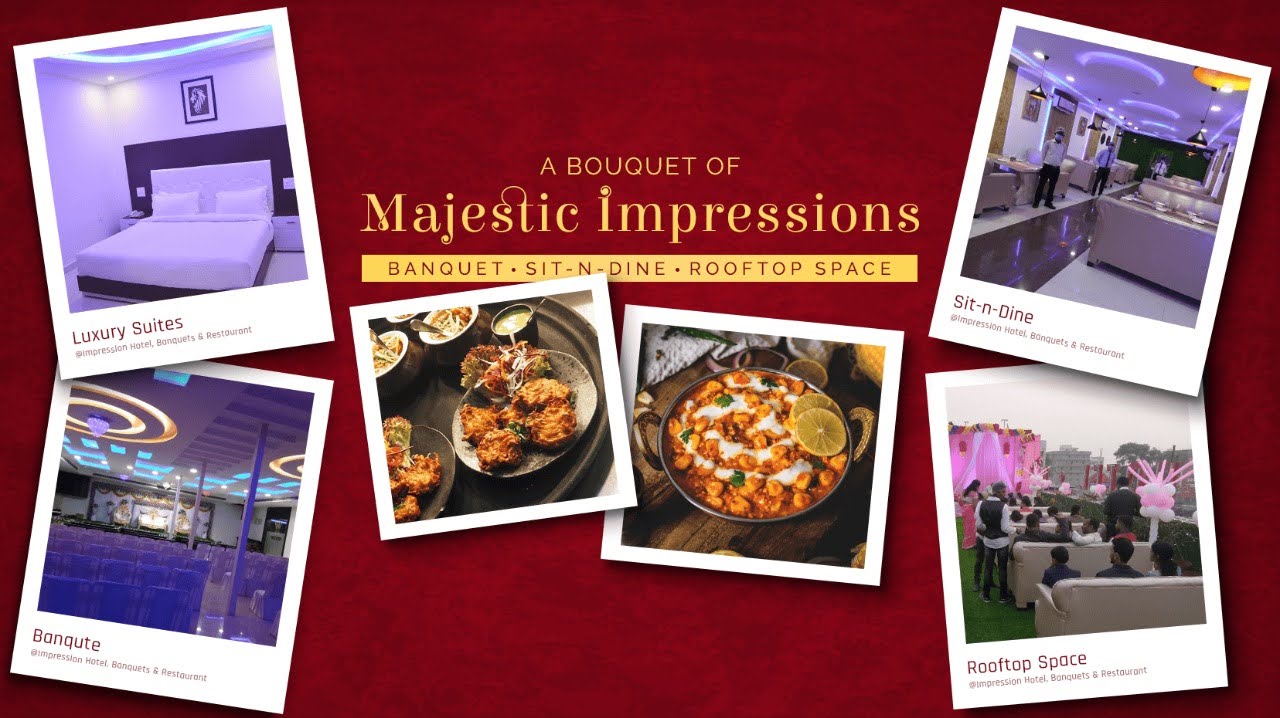 A BOUQUET OF
Majestic Impressions
BANQUET • SIT-N-DINE • ROOFTOP SPACE
Luxury Suites
@Impression Hotel, Banquets & Restaurant
Sit-n-Dine
@Impression Hotel, Banquets & Restaurant
Banqute
@Impression Hotel, Banquets & Restaurant
Rooftop Space
@Impression Hotel, Banquets & Restaurant